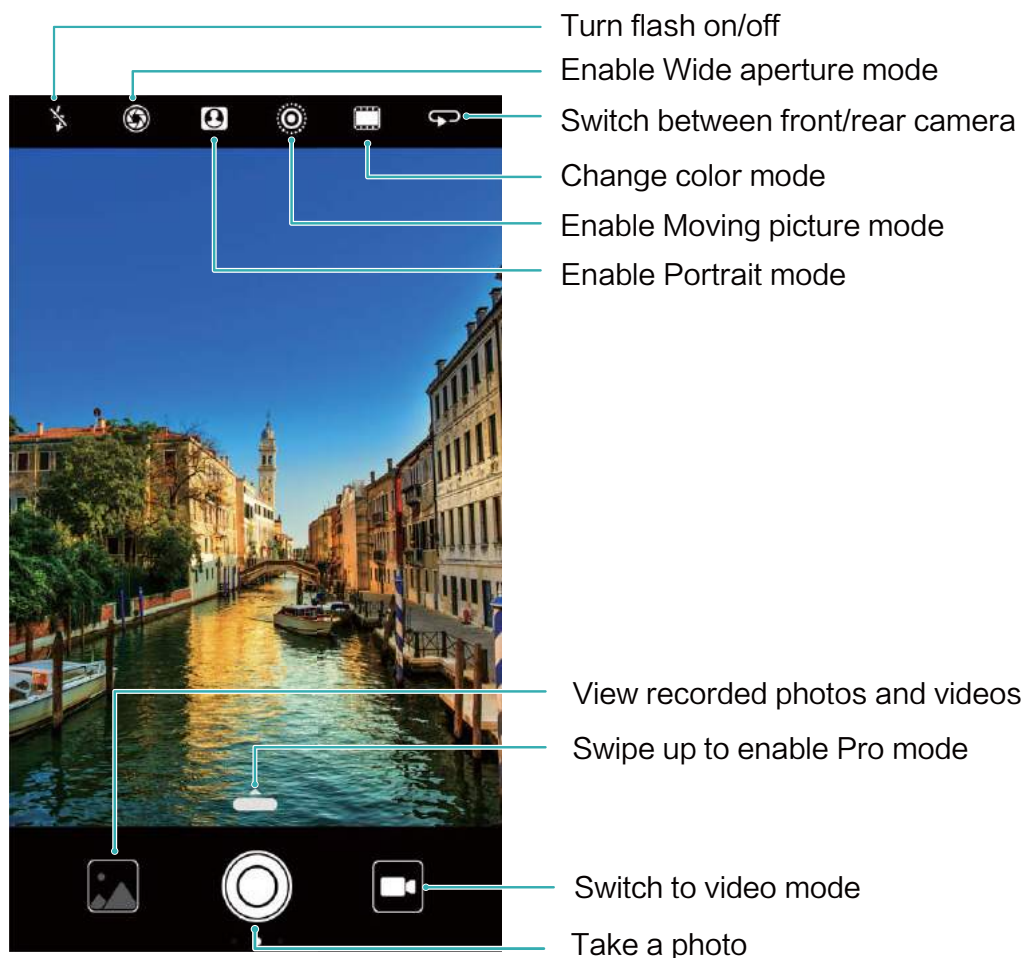 Turn flash on/off
Enable Wide aperture mode
Switch between front/rear camera
Change color mode
Enable Moving picture mode
Enable Portrait mode
View recorded photos and videos
Swipe up to enable Pro mode
Switch to video mode
Take a photo